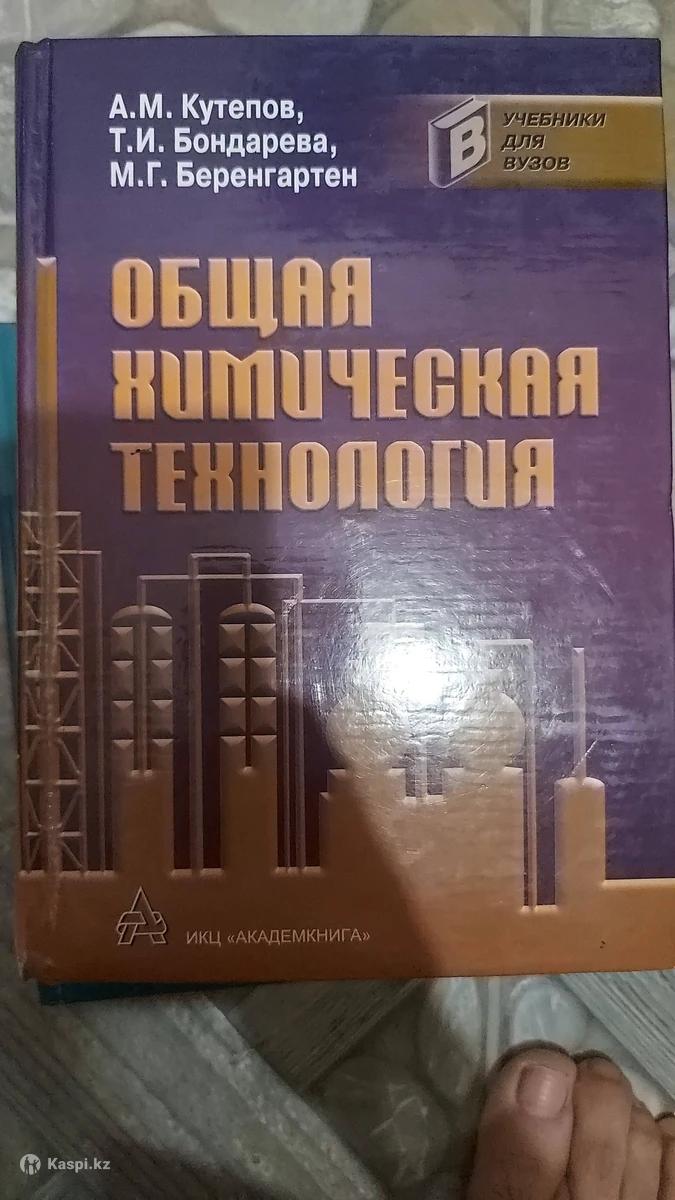 А.М. Кутепов,
Т.И. Бондарева,
М.Г. Беренгартен
В
УЧЕБНИКИ
ДЛЯ
ВУЗОВ
ОБЩАЯ
ХИМИЧЕСКАЯ
ТЕХНОЛОГИЯ
ИКЦ «АКАДЕМКНИГА»
Kaspi.kz